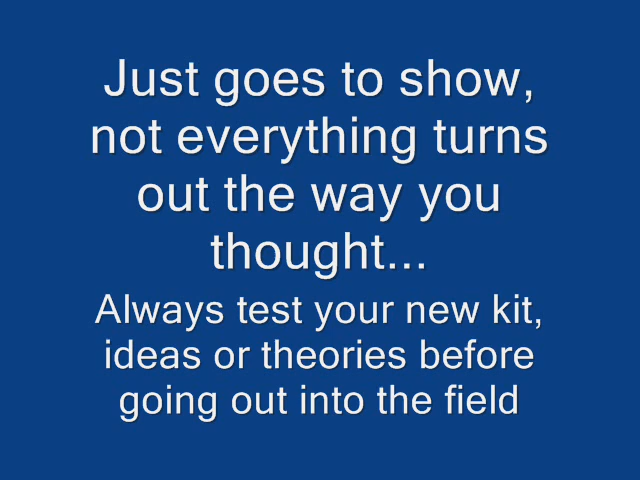 Just goes to show,
not everything turns
out the way you
thought...
Always test your new kit,
ideas or theories before
going out into the field